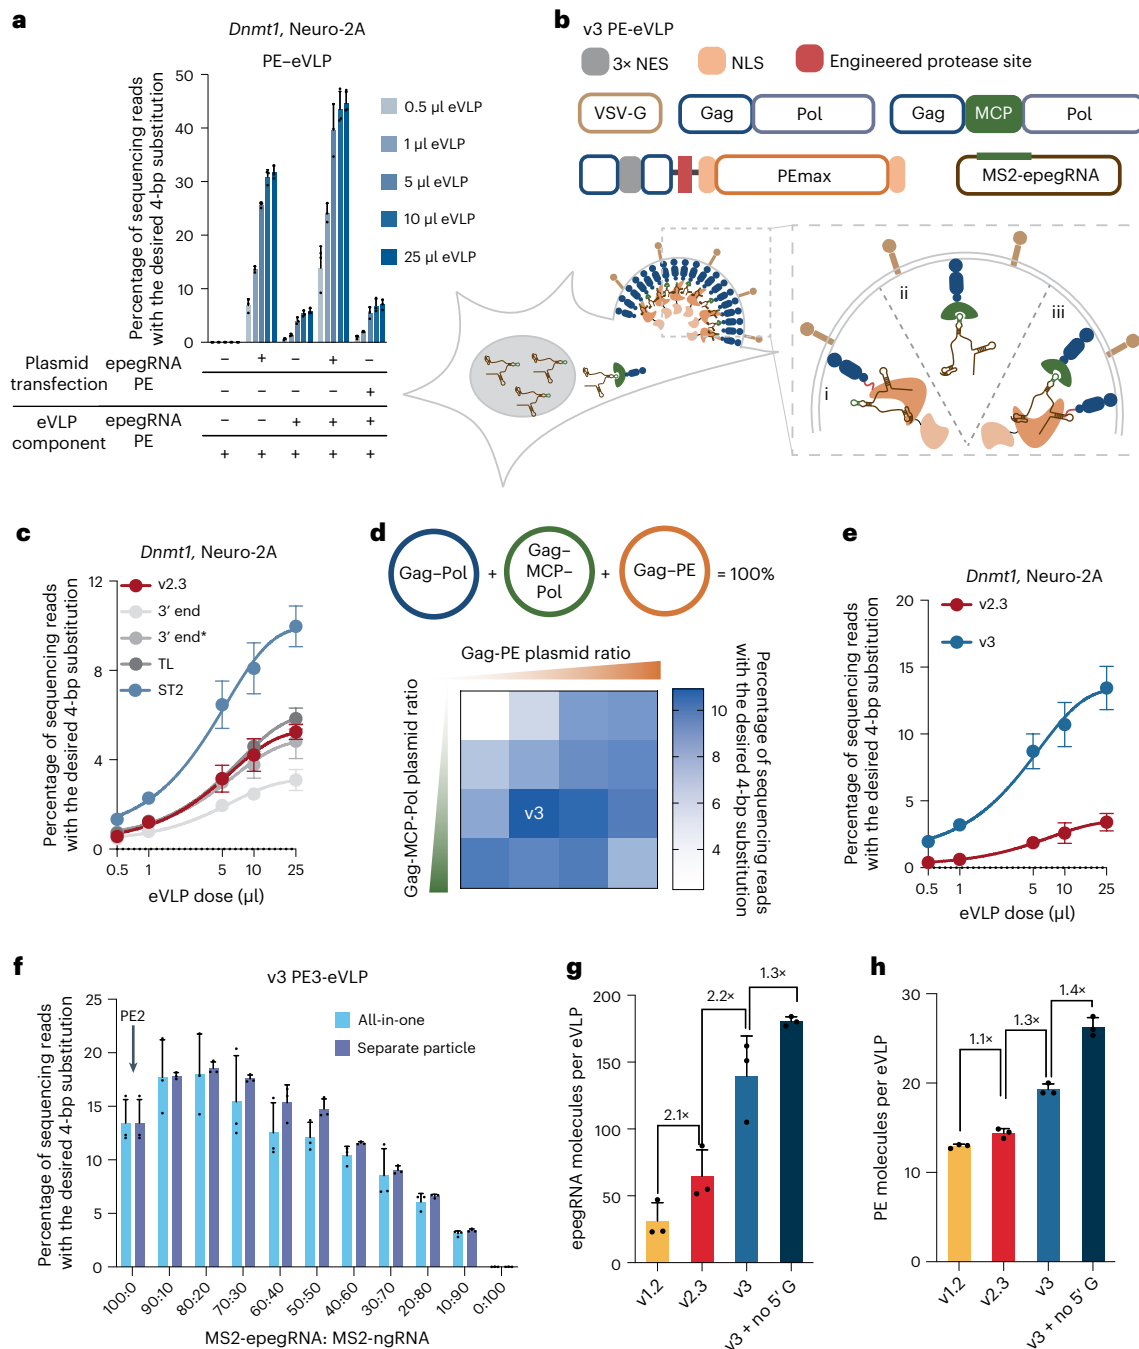 a
Dnmt1, Neuro-2A
PE–eVLP
Percentage of sequencing reads
with the desired 4-bp substitution
50
40
30
20
10
0
0.5 µl eVLP
1 µl eVLP
5 µl eVLP
10 µl eVLP
25 µl eVLP
Plasmid
transfection
epegRNA
– + – + –
PE
– – – – +
eVLP
component
epegRNA
– – + + +
PE
+ + + + +
b
v3 PE-eVLP
3× NES
NLS
Engineered protease site
VSV-G
Gag
Pol
Gag
MCP
Pol
PEmax
MS2-epegRNA
i
ii
iii
c
Dnmt1, Neuro-2A
Percentage of sequencing reads
with the desired 4-bp substitution
12
8
4
0
v2.3
3′ end
3′ end*
TL
ST2
0.5
1
5
10
25
eVLP dose (µl)
d
Gag–Pol
+
Gag–
MCP–
Pol
+
Gag–PE
= 100%
Gag-PE plasmid ratio
Gag-MCP-Pol plasmid ratio
v3
10
8
6
4
Percentage of sequencing reads
with the desired 4-bp substitution
e
Dnmt1, Neuro-2A
Percentage of sequencing reads
with the desired 4-bp substitution
20
15
10
5
0
v2.3
v3
0.5
1
5
10
25
eVLP dose (µl)
f
v3 PE3-eVLP
Percentage of sequencing reads
with the desired 4-bp substitution
25
20
15
10
5
0
PE2
All-in-one
Separate particle
100:0
90:10
80:20
70:30
60:40
50:50
40:60
30:70
20:80
10:90
0:100
MS2-epegRNA: MS2-ngRNA
g
epegRNA molecules per eVLP
200
150
100
50
0
2.1×
2.2×
1.3×
v1.2
v2.3
v3
v3 + no 5′ G
h
PE molecules per eVLP
30
20
10
0
1.1×
1.3×
1.4×
v1.2
v2.3
v3
v3 + no 5′ G